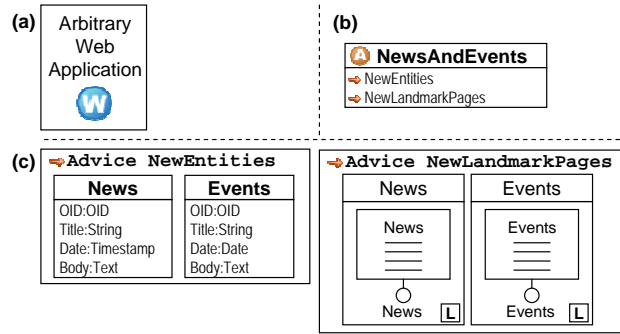 (a)
Arbitrary
Web
Application
W
(b)
A NewsAndEvents
NewEntities
NewLandmarkPages
(c)
Advice NewEntities
News
OID:OID
Title:String
Date:Timestamp
Body:Text
Events
OID:OID
Title:String
Date:Date
Body:Text
Advice NewLandmarkPages
News
News
News
L
Events
Events
Events
L